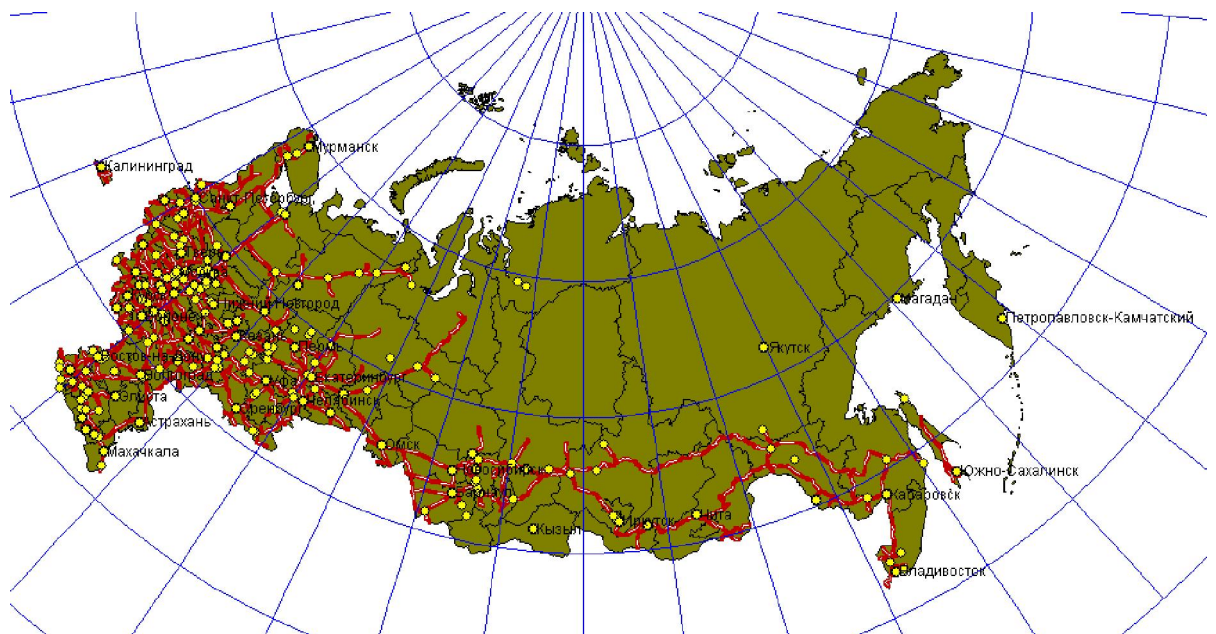 Мурманск
Калининград
Санкт-Петербург
Магадан
Нижний Новгород
Петропавловск-Камчатский
Казань
Пермь
Якутск
Ростов-на-Дону
Волгоград
Екатеринбург
Уфа
Элиста
Челябинск
Оренбург
Астрахань
Омск
Махачкала
Новосибирск
Южно-Сахалинск
Барнаул
Хабаровск
Чита
Иркутск
Кызыл
Владивосток